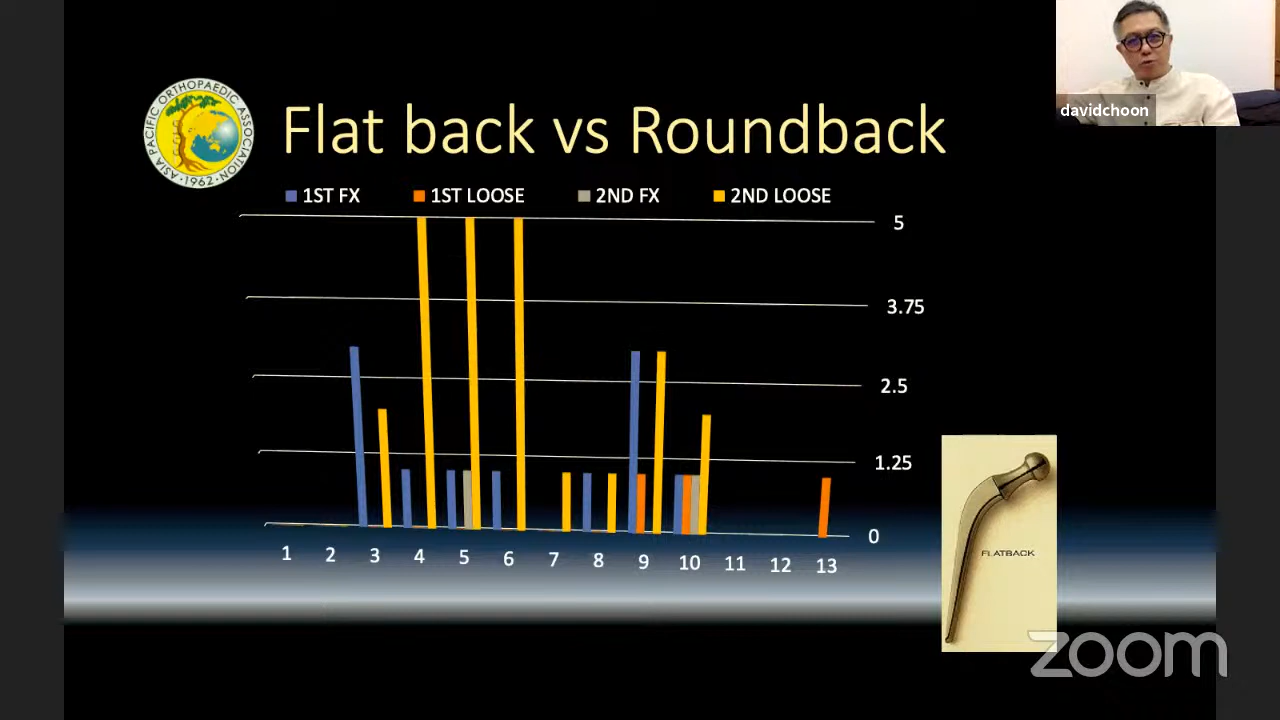 davidchoon
ASIA PACIFIC ORTHOPAEDIC ASSOCIATION
•1962•
Flat back vs Roundback
1ST FX 1ST LOOSE 2ND FX 2ND LOOSE
5
3.75
2.5
1.25
0
1 2 3 4 5 6 7 8 9 10 11 12 13
FLATBACK
zoom